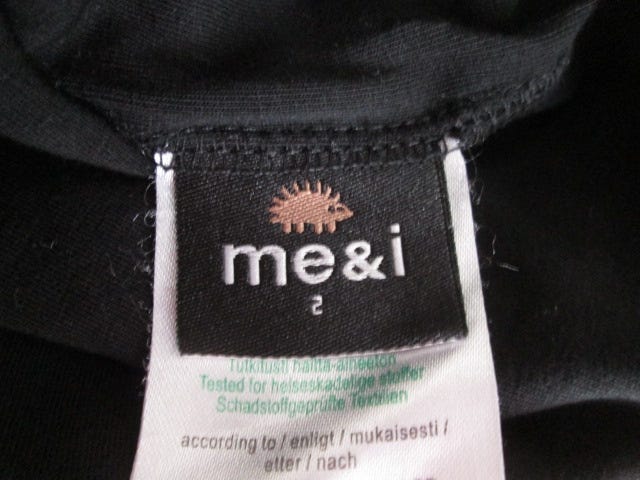 me&i
2
Tutkitusti haitta-aineeton
Tested for helseskadelige stoffer
Schadstoffgeprüfte Textilien
according to / enligt / mukaisesti /
etter / nach